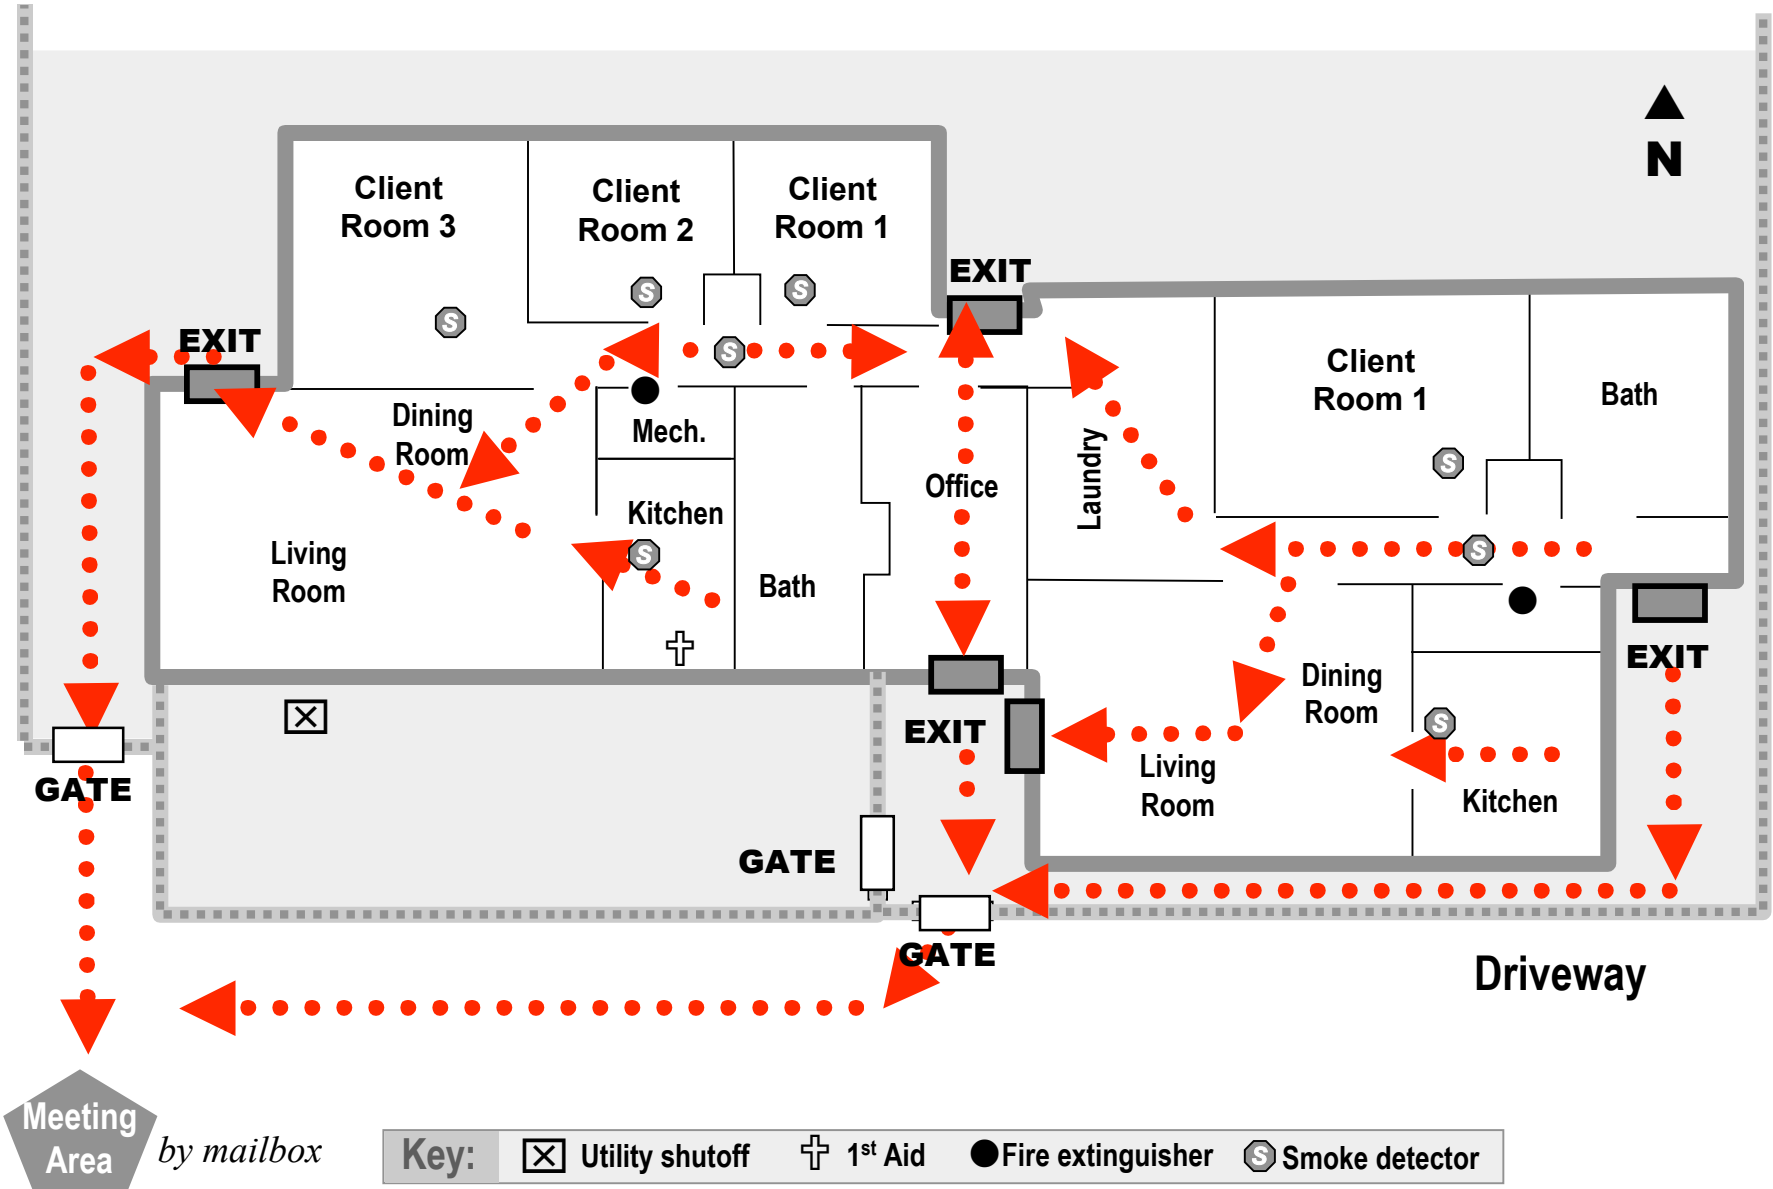 N
Client
Room 3
Client
Room 2
Client
Room 1
S
S
S
S
EXIT
EXIT
Dining
Room
Mech.
Kitchen
S
Living
Room
Bath
Office
Laundry
Client
Room 1
Bath
S
S
EXIT
Dining
Room
S
Living
Room
Kitchen
EXIT
GATE
GATE
GATE
Driveway
Meeting
Area
by mailbox
Key:
Utility shutoff
1st Aid
Fire extinguisher
S
Smoke detector